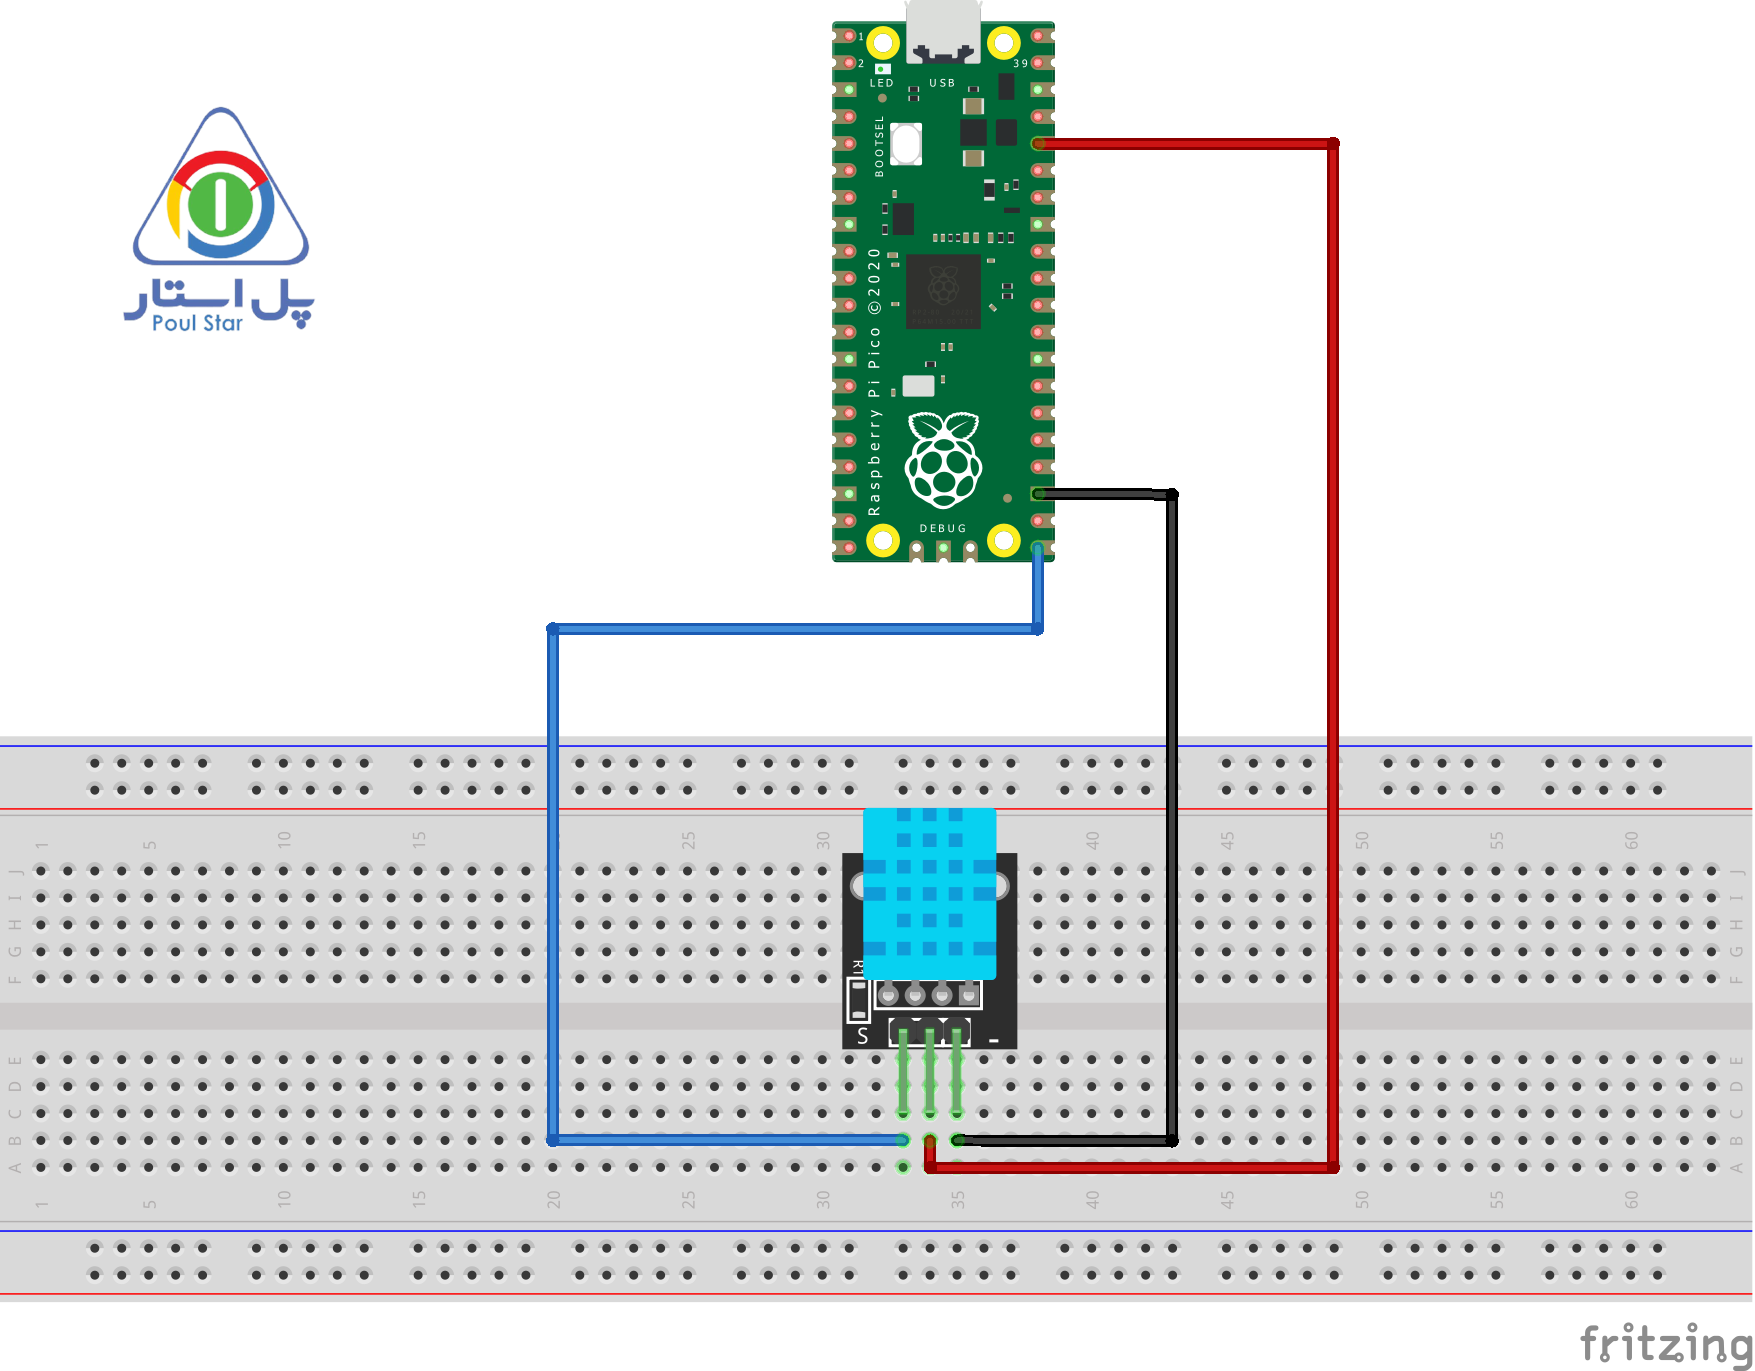 1
2
39
LED
USB
BOOTSEL
Raspberry Pi Pico ©2020
DEBUG
پل استار
Poul Star
1 5 10 15 25 30 40 45 50 55 60
J J
I I
H H
G G
F F
R1
S -
E E
D D
C C
B B
A A
1 5 10 15 20 25 30 35 40 45 50 55 60
fritzing